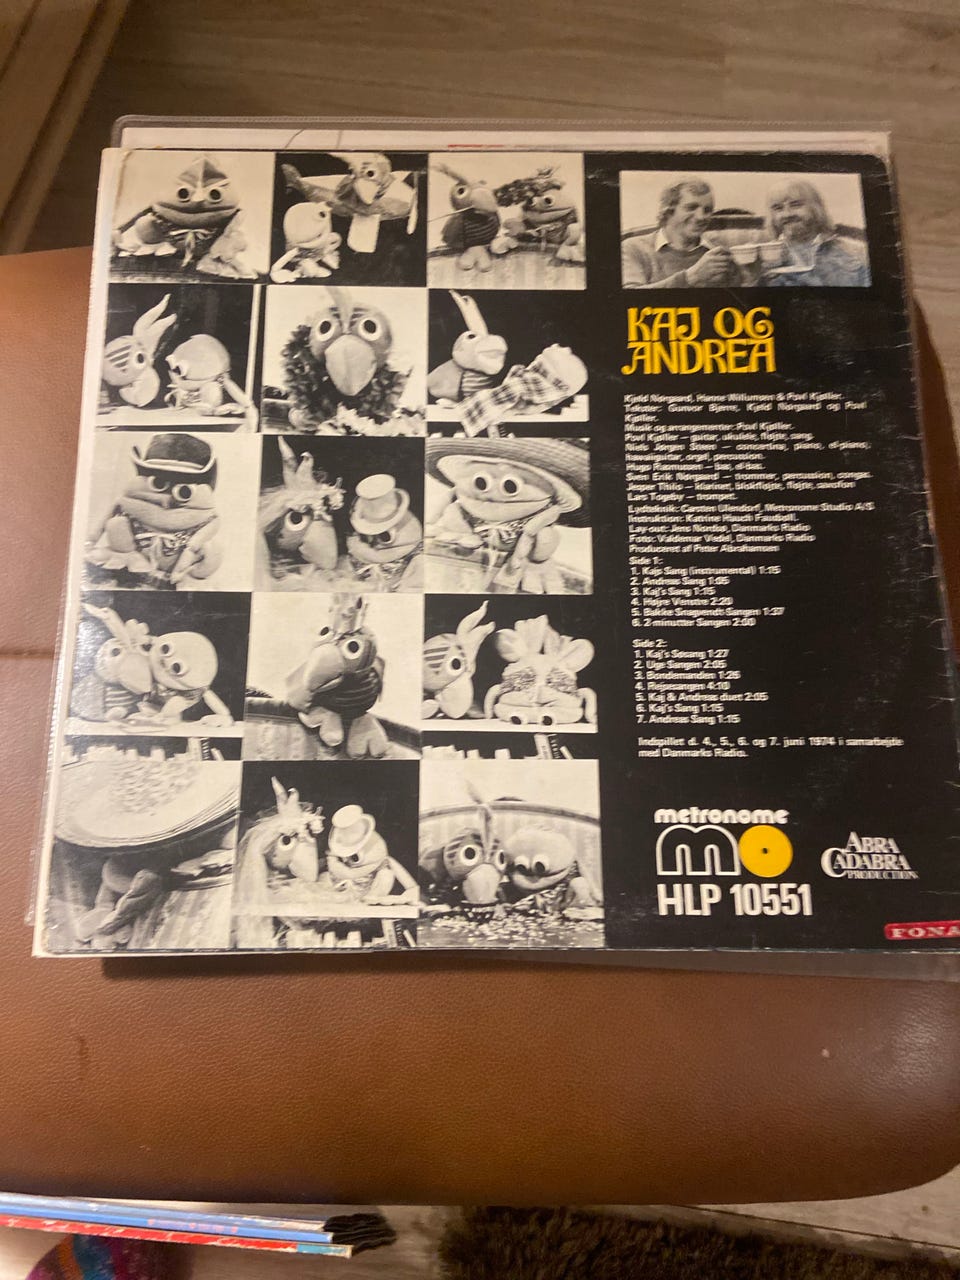 KAJ OG
ANDREA
Kjeld Nørgaard, Hanne Willumsen & Povl Kjøller.
Tekster: Gunvor Bjerre, Kjeld Nørgaard og Povl
Kjøller.
Musik og arrangementer: Povl Kjøller.
Povl Kjøller – guitar, ukulele, fløjte, sang.
Niels Jørgen Steen – concertina, piano, el-piano,
hawaiiguitar, orgel, percussion.
Hugo Rasmussen – bas, el-bas.
Sven Erik Nørgaard – trommer, percussion, congas.
Jesper Thilo – klarinet, blokfløjte, fløjte, saxofon
Lars Togeby – trompet.
Lydteknik: Carsten Ulendorf, Metronome Studio A/S
Instruktion: Katrine Hauch-Fausbøll.
Lay-out: Jens Nordsø, Danmarks Radio
Foto: Valdemar Vedel, Danmarks Radio
Produceret af Peter Abrahamsen
Side 1:
1. Kajs Sang (instrumental) 1:15
2. Andreas Sang 1:05
3. Kaj's Sang 1:15
4. Højre Venstre 2:20
5. Bakke Snagvendt-Sangen 1:37
6. 2-minutter Sangen 2:00
Side 2:
1. Kaj's Søsang 1:27
2. Uge Sangen 2:05
3. Bondemanden 1:26
4. Rejsesangen 4:10
5. Kaj & Andreas duet 2:05
6. Kaj's Sang 1:15
7. Andreas Sang 1:15
Indspillet d. 4., 5., 6. og 7. juni 1974 i samarbejde
med Danmarks Radio.
metronome
mo
HLP 10551
ABRA
CADABRA
PRODUCTION
FONA